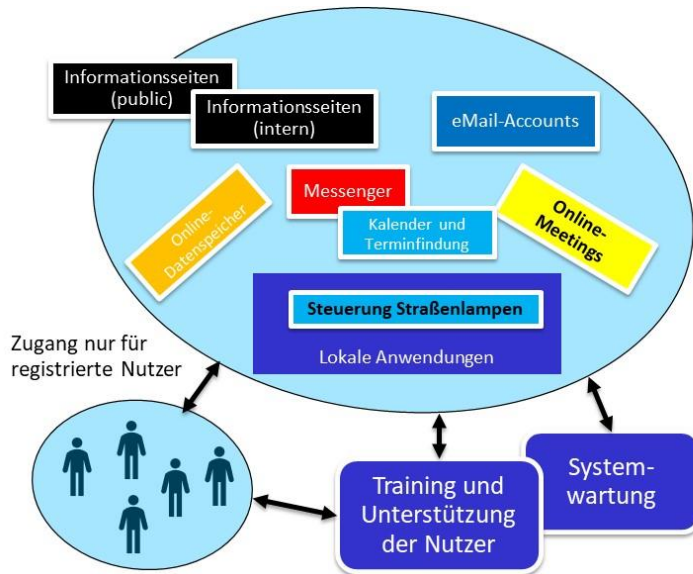 Informationsseiten
(public)
Informationsseiten
(intern)
eMail-Accounts
Messenger
Online-
Datenspeicher
Kalender und
Terminfindung
Online-
Meetings
Steuerung Straßenlampen
Lokale Anwendungen
Zugang nur für
registrierte Nutzer
Training und
Unterstützung
der Nutzer
System-
wartung